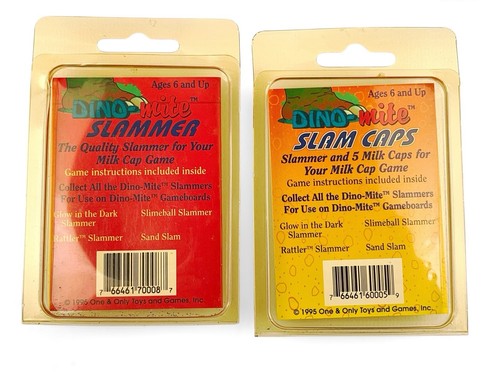 Ages 6 and Up
DINO-mite™
SLAMMER
The Quality Slammer for Your
Milk Cap Game
Game instructions included inside
Collect All the Dino-Mite™ Slammers
For Use on Dino-Mite™ Gameboards
Glow in the Dark Slimeball Slammer
Slammer
Rattler™ Slammer Sand Slam
7 66461 70008 7
© 1995 One & Only Toys and Games, Inc.
Ages 6 and Up
DINO-mite™
SLAM CAPS
Slammer and 5 Milk Caps for
Your Milk Cap Game
Game instructions included inside
Collect All the Dino-Mite™ Slammers
For Use on Dino-Mite™ Gameboards
Glow in the Dark Slimeball Slammer
Slammer
Rattler™ Slammer Sand Slam
7 66461 60005 9
© 1995 One & Only Toys and Games, Inc.